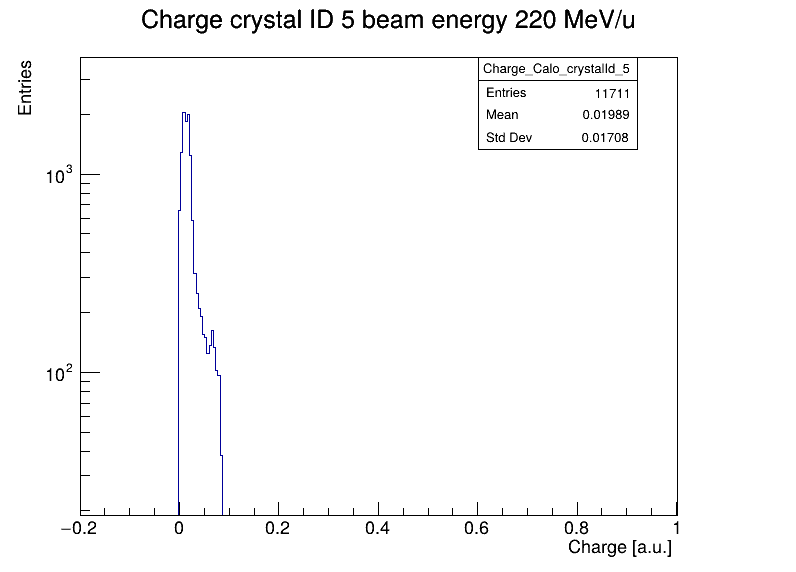 Charge crystal ID 5 beam energy 220 MeV/u
Entries
Charge_Calo_crystalId_5
Entries 11711
Mean 0.01989
Std Dev 0.01708
10³
10²
−0.2 0 0.2 0.4 0.6 0.8 1
Charge [a.u.]